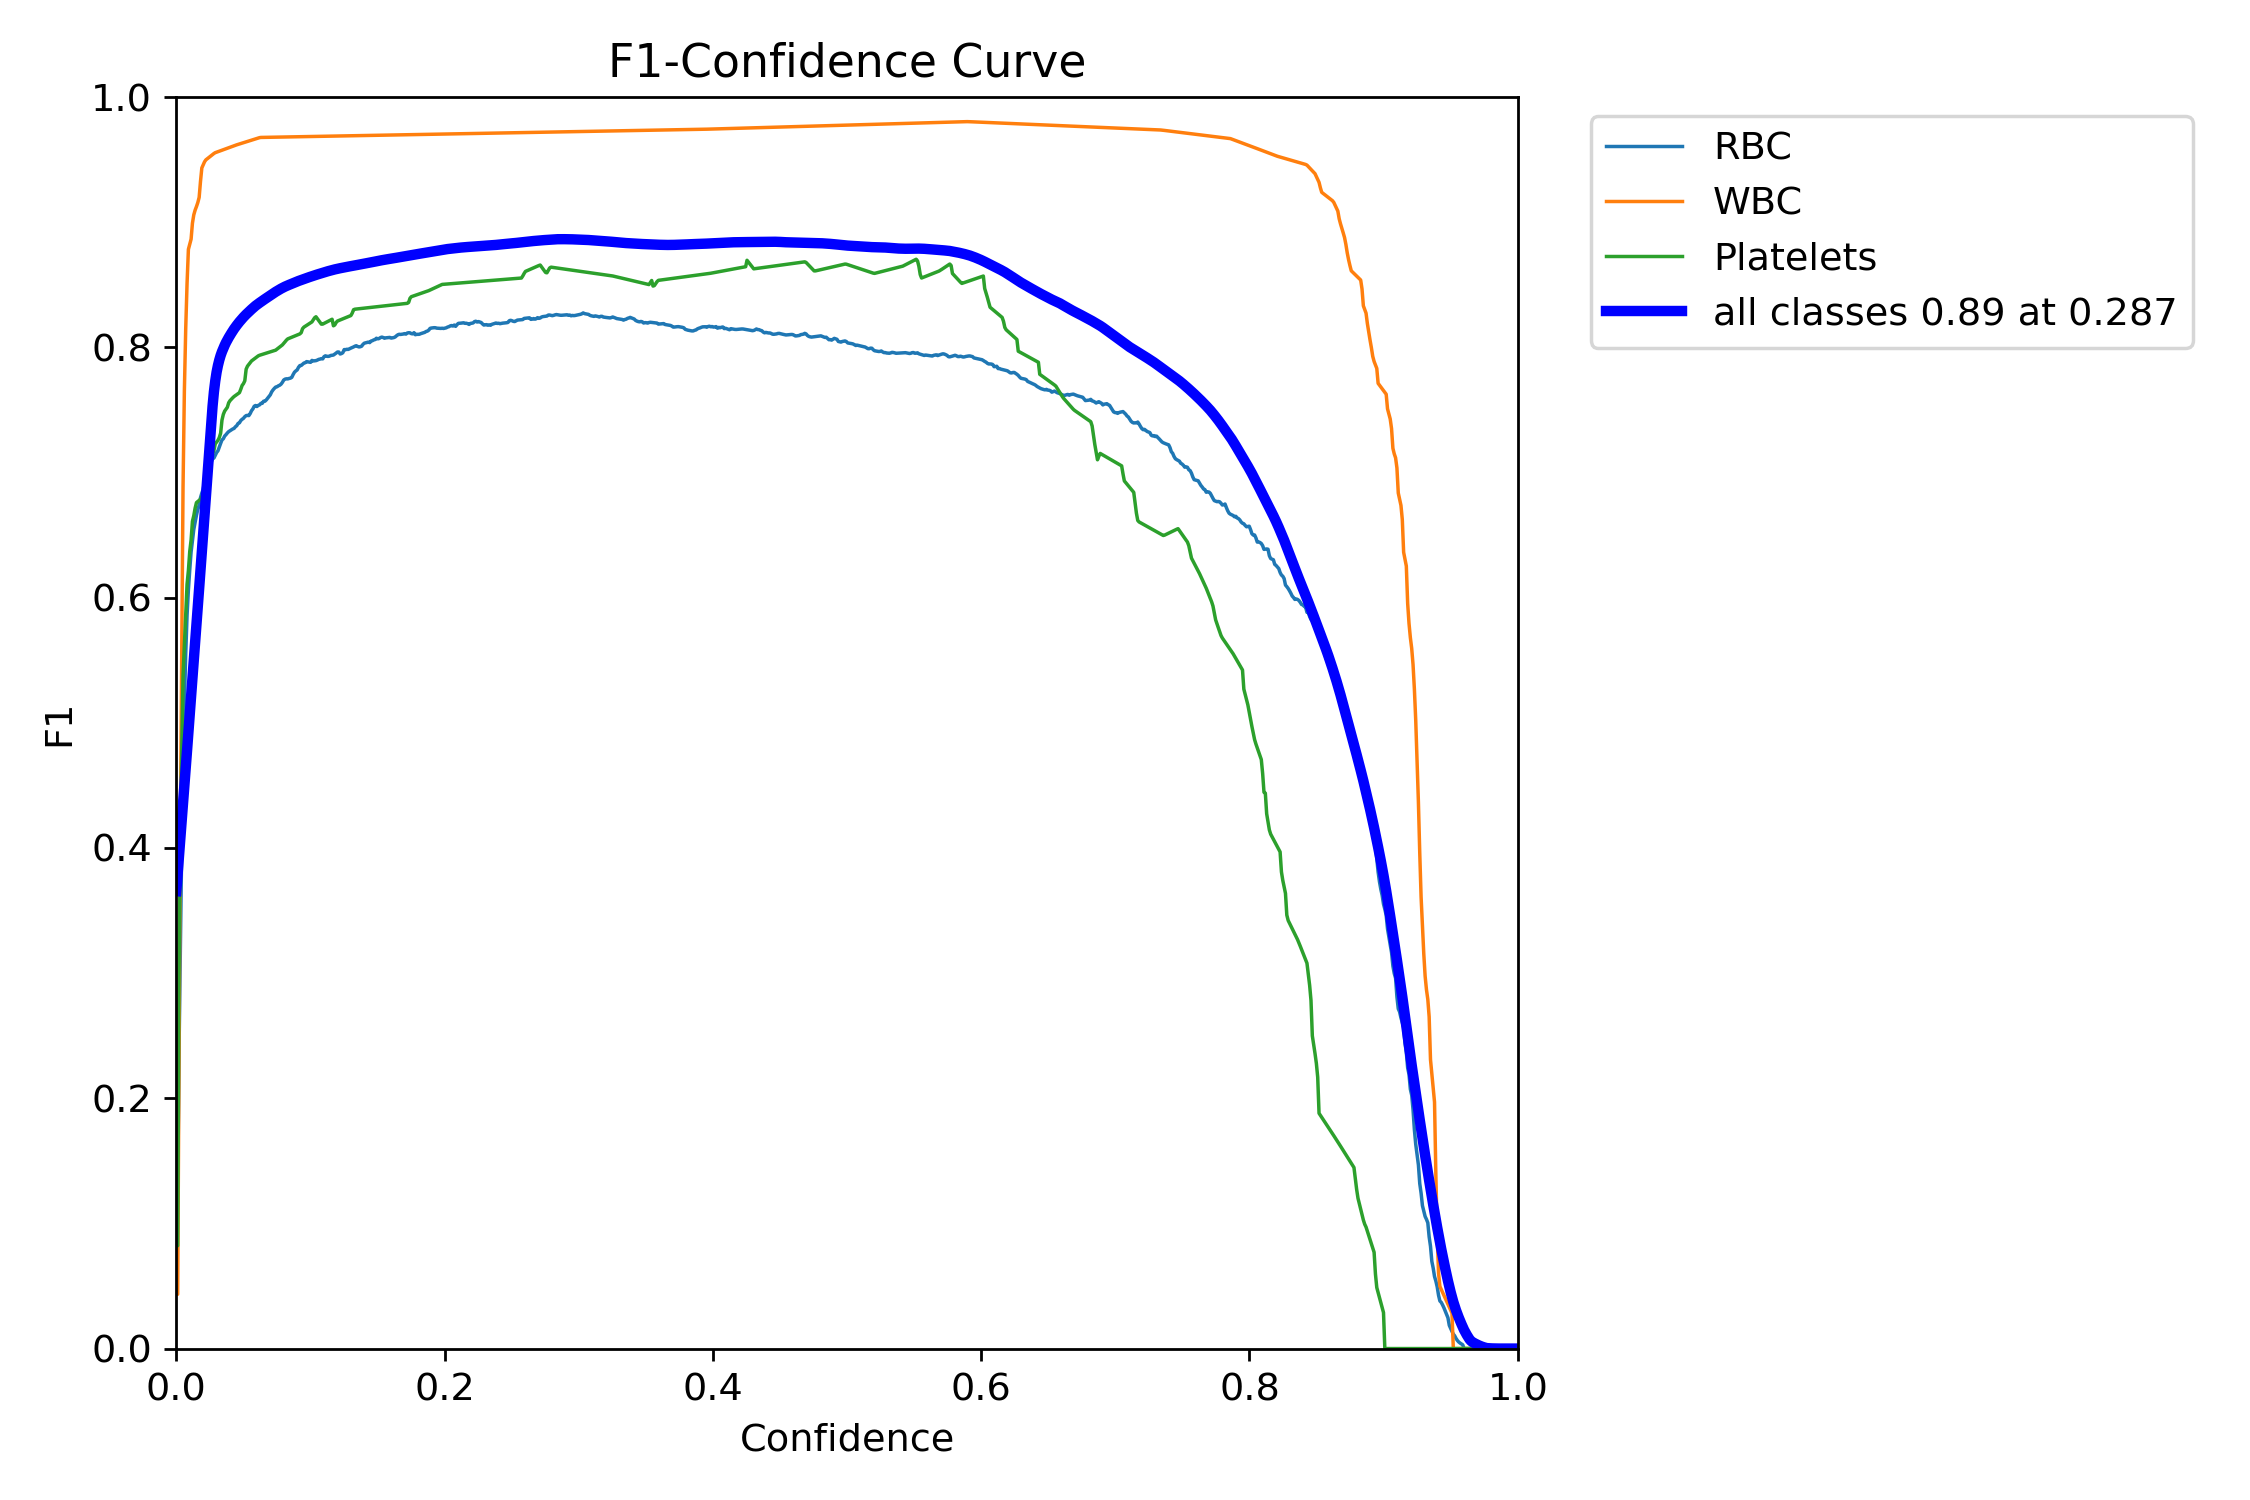 F1-Confidence Curve
1.0
0.8
0.6
0.4
0.2
0.0
F1
0.0 0.2 0.4 0.6 0.8 1.0
Confidence
RBC
WBC
Platelets
all classes 0.89 at 0.287